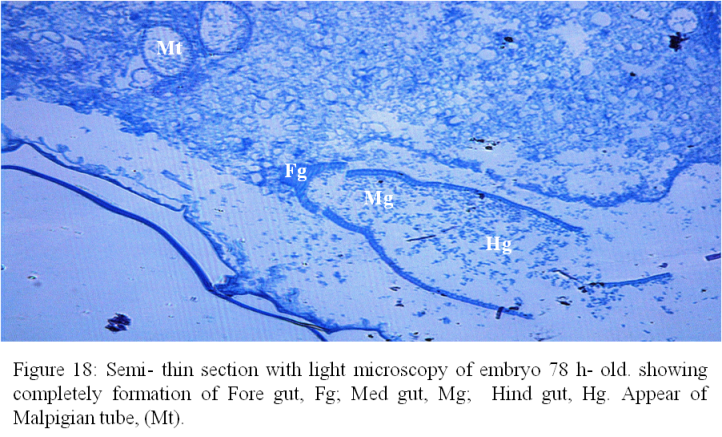 Mt
Fg
Mg
Hg
Figure 18: Semi- thin section with light microscopy of embryo 78 h- old. showing
completely formation of Fore gut, Fg; Med gut, Mg; Hind gut, Hg. Appear of
Malpigian tube, (Mt).